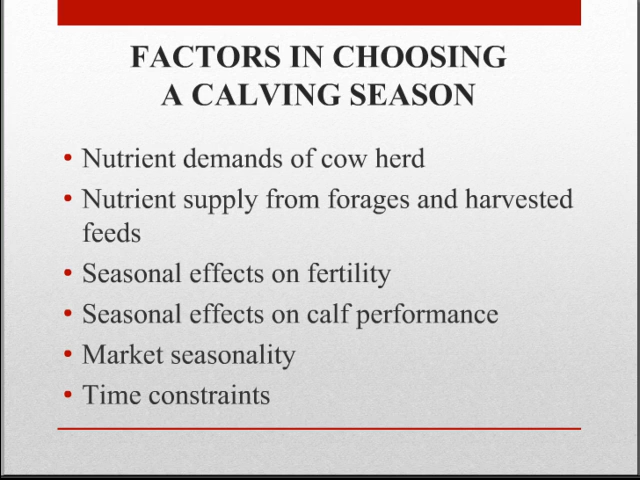 FACTORS IN CHOOSING
A CALVING SEASON
• Nutrient demands of cow herd
• Nutrient supply from forages and harvested
feeds
• Seasonal effects on fertility
• Seasonal effects on calf performance
• Market seasonality
• Time constraints